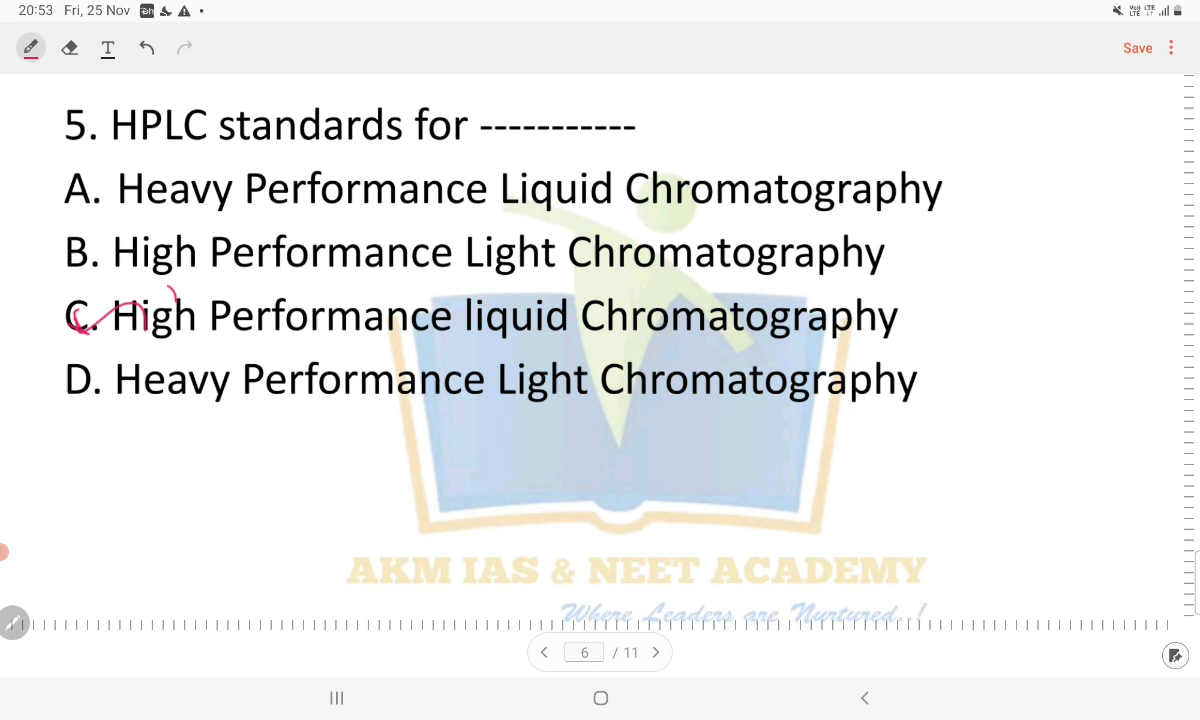 20:53 Fri, 25 Nov
Save
5. HPLC standards for -----------
A. Heavy Performance Liquid Chromatography
B. High Performance Light Chromatography
C. High Performance liquid Chromatography
D. Heavy Performance Light Chromatography
AKM IAS & NEET ACADEMY
Where Leaders are Nurtured..!
6 / 11